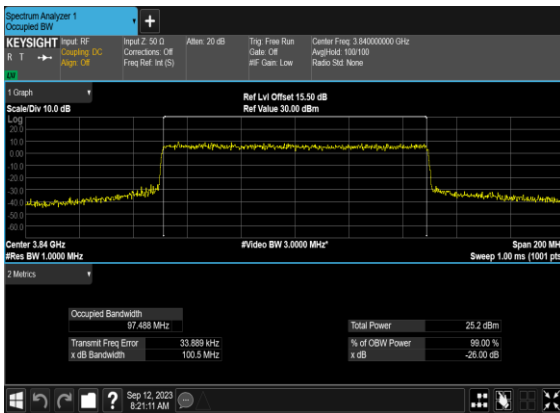 Spectrum Analyzer 1
Occupied BW
+
KEYSIGHT Input: RF Input Z: 50 Ω Atten: 20 dB Trig: Free Run Center Freq: 3.840000000 GHz
R T Coupling: DC Corrections: Off Gate: Off Avg|Hold: 100/100
Align: Off Freq Ref: Int (S) #IF Gain: Low Radio Std: None
LV
1 Graph
Ref Lvl Offset 15.50 dB
Scale/Div 10.0 dB Ref Value 30.00 dBm
Log
20.0
10.0
0.00
-10.0
-20.0
-30.0
-40.0
-50.0
-60.0
Center 3.84 GHz #Video BW 3.0000 MHz* Span 200 MH
#Res BW 1.0000 MHz Sweep 1.00 ms (1001 pts
2 Metrics
Occupied Bandwidth
97.488 MHz Total Power 25.2 dBm
Transmit Freq Error 33.889 kHz % of OBW Power 99.00 %
x dB Bandwidth 100.5 MHz x dB -26.00 dB
? Sep 12, 2023
8:21:11 AM